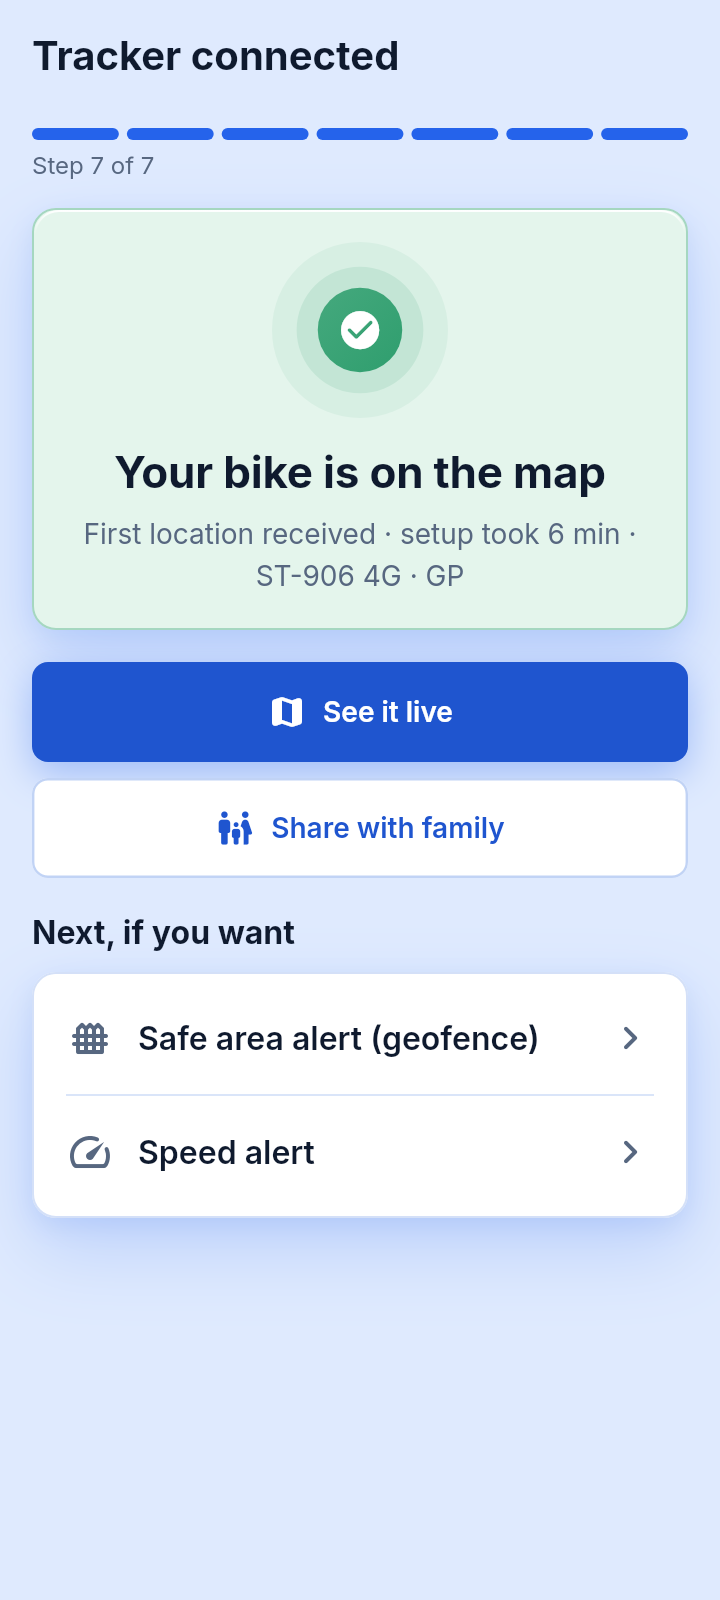 Tracker connected
Step 7 of 7
Your bike is on the map
First location received · setup took 6 min ·
ST-906 4G · GP
See it live
Share with family
Next, if you want
Safe area alert (geofence)
Speed alert